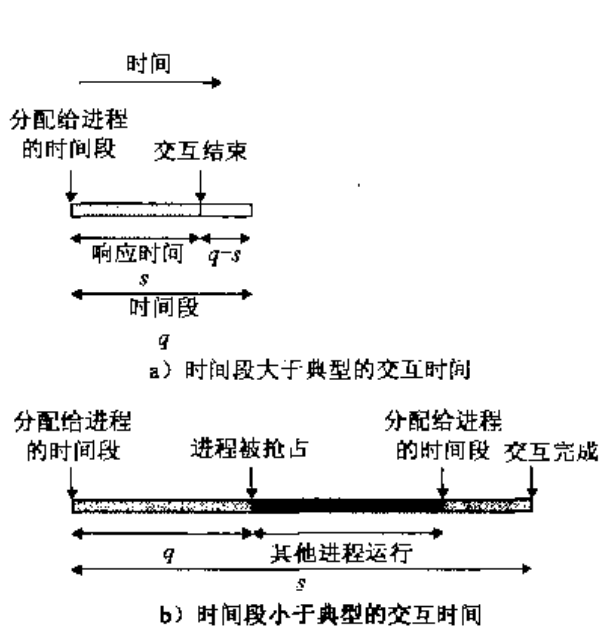 时间
分配给进程
的时间段
交互结束
响应时间
q-s
s
时间段
q
a）时间段大于典型的交互时间
分配给进程
的时间段
进程被抢占
分配给进程
的时间段
交互完成
q
其他进程运行
s
b）时间段小于典型的交互时间